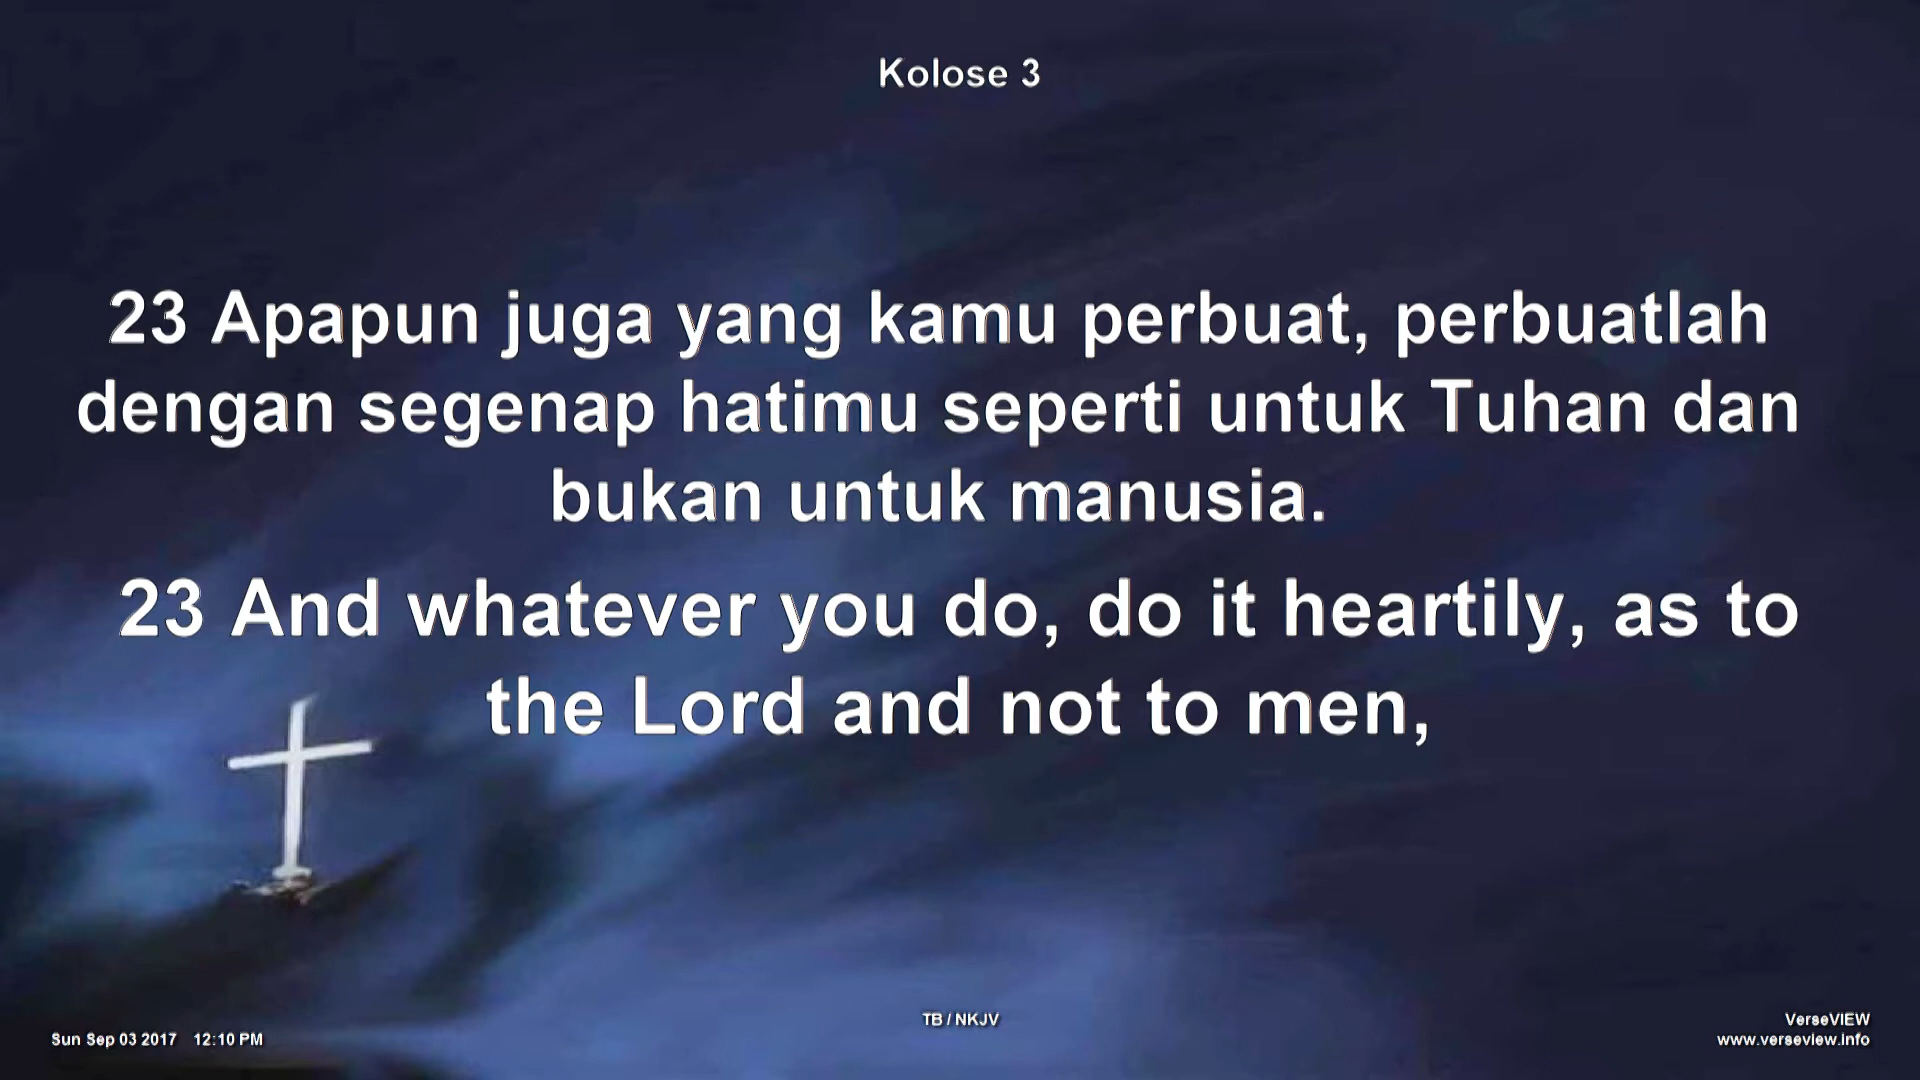 Kolose 3
23 Apapun juga yang kamu perbuat, perbuatlah
dengan segenap hatimu seperti untuk Tuhan dan
bukan untuk manusia.
23 And whatever you do, do it heartily, as to
the Lord and not to men,
TB / NKJV
Sun Sep 03 2017 12:10 PM
VerseVIEW
www.verseview.info